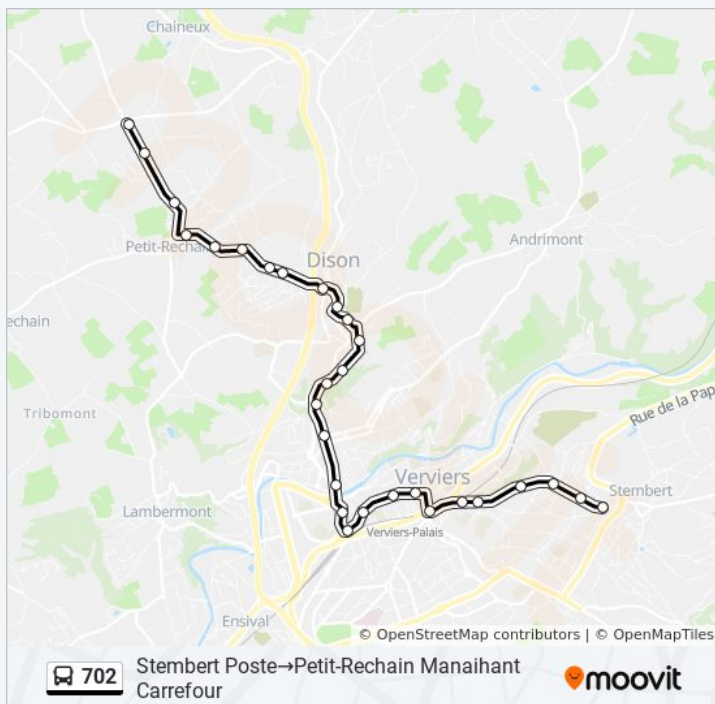 Chaineux
Petit-Rechain
Dison
Andrimont
echain
Tribomont
Rue de la Pap
Verviers
Stembert
Lambermont
Verviers-Palais
Ensival
© OpenStreetMap contributors | © OpenMapTiles
702
Stembert Poste→Petit-Rechain Manaihant
Carrefour
moovit